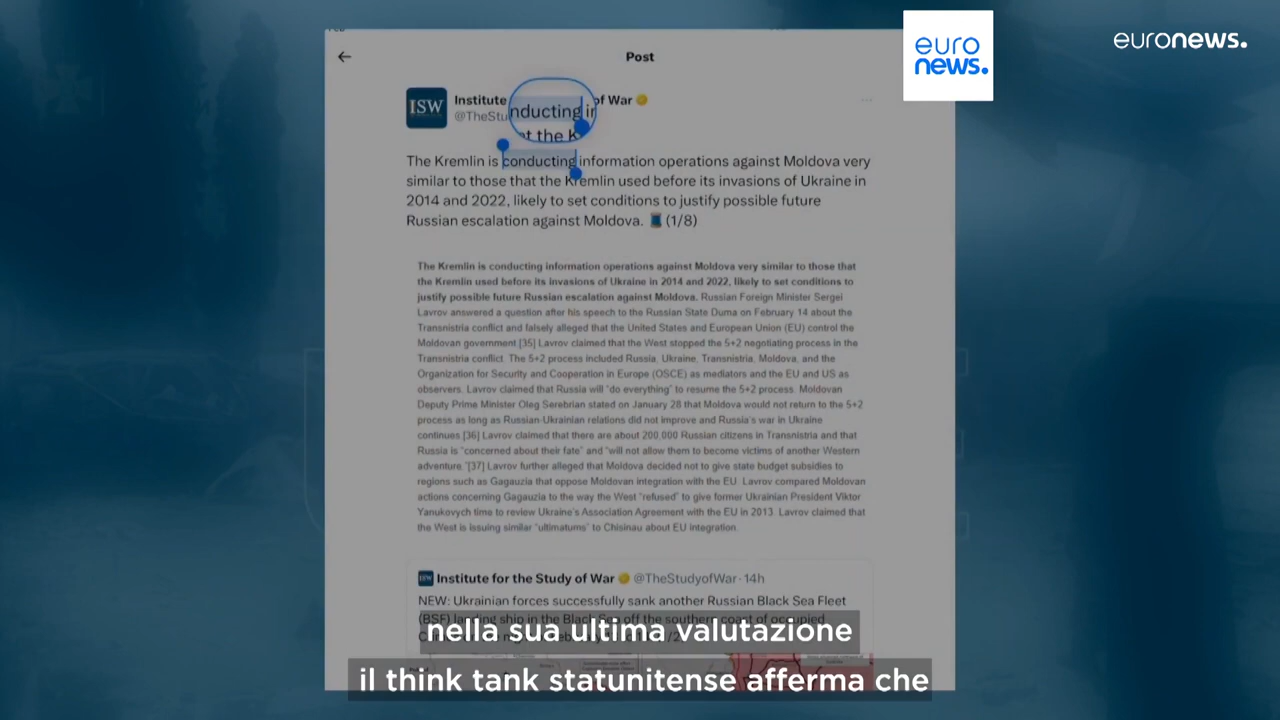 euro
news.
euronews.
Post
ISW
Institute
of War
@TheStu
nducting in
at the K
The Kremlin is conducting information operations against Moldova very
similar to those that the Kremlin used before its invasions of Ukraine in
2014 and 2022, likely to set conditions to justify possible future
Russian escalation against Moldova. 🧵 (1/8)
The Kremlin is conducting information operations against Moldova very similar to those that
the Kremlin used before its invasions of Ukraine in 2014 and 2022, likely to set conditions to
justify possible future Russian escalation against Moldova. Russian Foreign Minister Sergei
Lavrov answered a question after his speech to the Russian State Duma on February 14 about the
Transnistria conflict and falsely alleged that the United States and European Union (EU) control the
Moldovan government.[35] Lavrov claimed that the West stopped the 5+2 negotiating process in the
Transnistria conflict. The 5+2 process included Russia, Ukraine, Transnistria, Moldova, and the
Organization for Security and Cooperation in Europe (OSCE) as mediators and the EU and US as
observers. Lavrov claimed that Russia will "do everything" to resume the 5+2 process. Moldovan
Deputy Prime Minister Oleg Serebrian stated on January 28 that Moldova would not return to the 5+2
process as long as Russian-Ukrainian relations did not improve and Russia's war in Ukraine
continues.[36] Lavrov claimed that there are about 200,000 Russian citizens in Transnistria and that
Russia is "concerned about their fate" and "will not allow them to become victims of another Western
adventure."[37] Lavrov further alleged that Moldova decided not to give state budget subsidies to
regions such as Gagauzia that oppose Moldovan integration with the EU. Lavrov compared Moldovan
actions concerning Gagauzia to the way the West "refused" to give former Ukrainian President Viktor
Yanukovych time to review Ukraine's Association Agreement with the EU in 2013. Lavrov claimed that
the West is issuing similar "ultimatums" to Chisinau about EU integration.
ISW
Institute for the Study of War @TheStudyofWar · 14h
NEW: Ukrainian forces successfully sank another Russian Black Sea Fleet
(BSF) landing ship in the Black Sea off the southern coast of occupied
nella sua ultima valutazione
il think tank statunitense afferma che